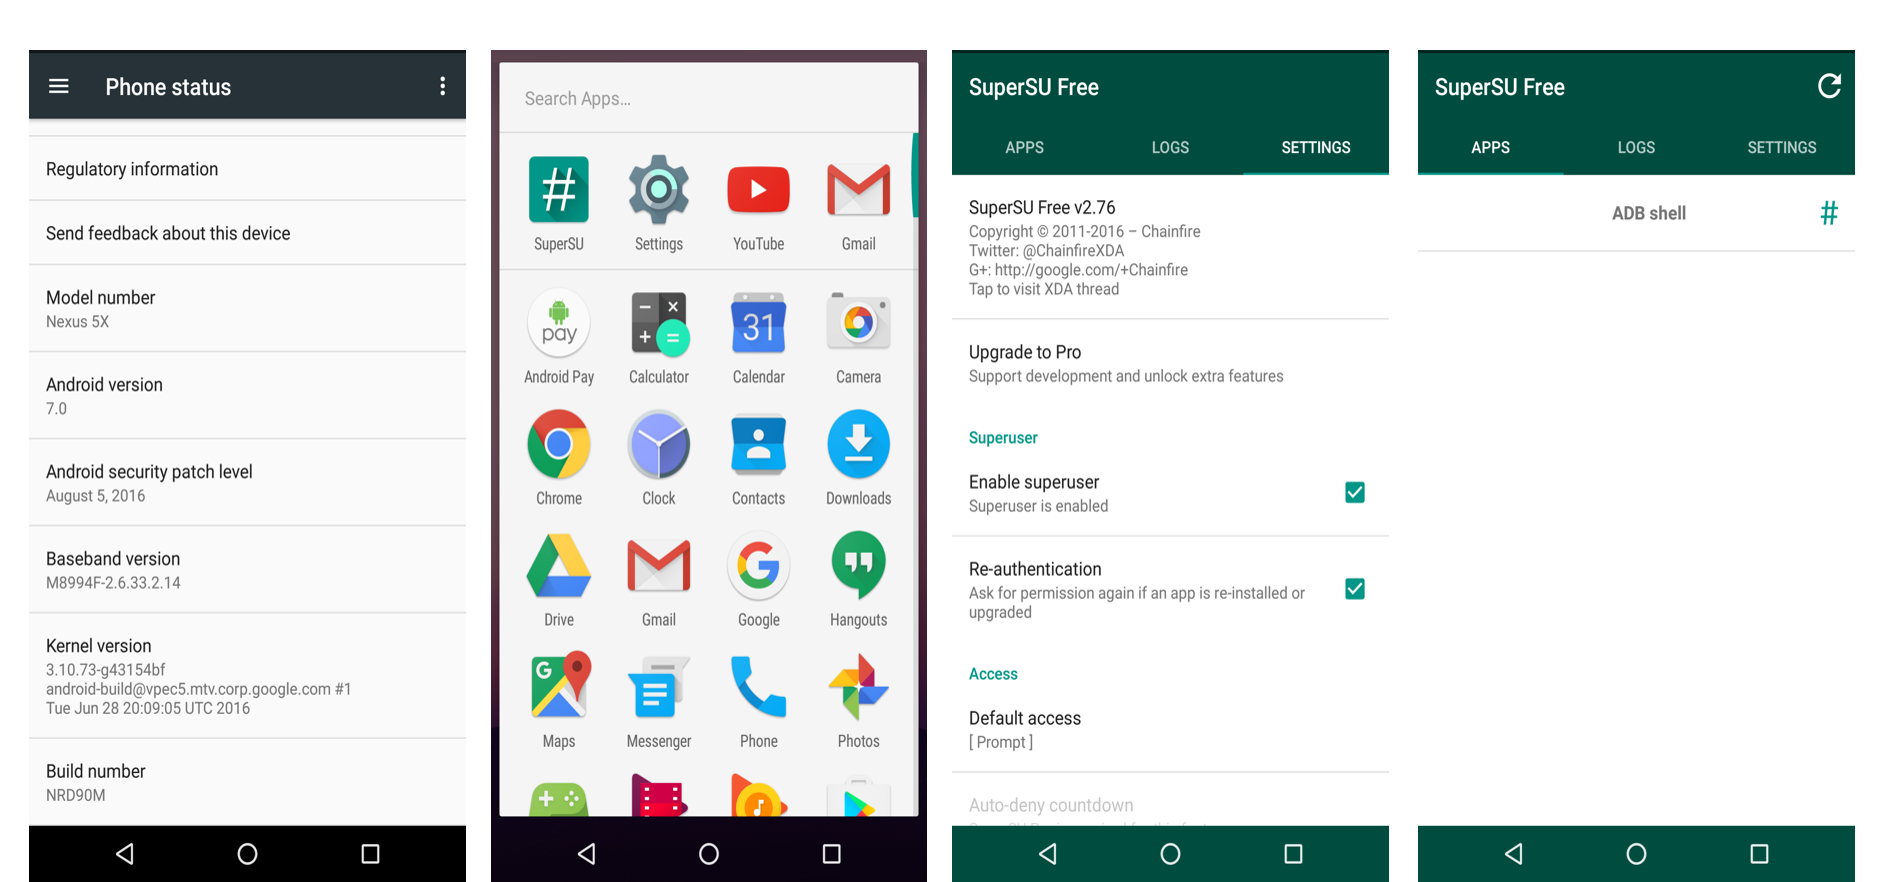 Phone status
Regulatory information
Send feedback about this device
Model number
Nexus 5X
Android version
7.0
Android security patch level
August 5, 2016
Baseband version
M8994F-2.6.33.2.14
Kernel version
3.10.73-g43154bf
android-build@vpec5.mtv.corp.google.com #1
Tue Jun 28 20:09:05 UTC 2016
Build number
NRD90M
Search Apps...
#
SuperSU Settings YouTube Gmail
pay 31
Android Pay Calculator Calendar Camera
Chrome Clock Contacts Downloads
Drive Gmail Google Hangouts
G
Maps Messenger Phone Photos
SuperSU Free
APPS LOGS SETTINGS
SuperSU Free v2.76
Copyright © 2011-2016 – Chainfire
Twitter: @ChainfireXDA
G+: http://google.com/+Chainfire
Tap to visit XDA thread
Upgrade to Pro
Support development and unlock extra features
Superuser
Enable superuser
Superuser is enabled
Re-authentication
Ask for permission again if an app is re-installed or
upgraded
Access
Default access
[ Prompt ]
Auto-deny countdown
SuperSU Free
APPS LOGS SETTINGS
ADB shell #